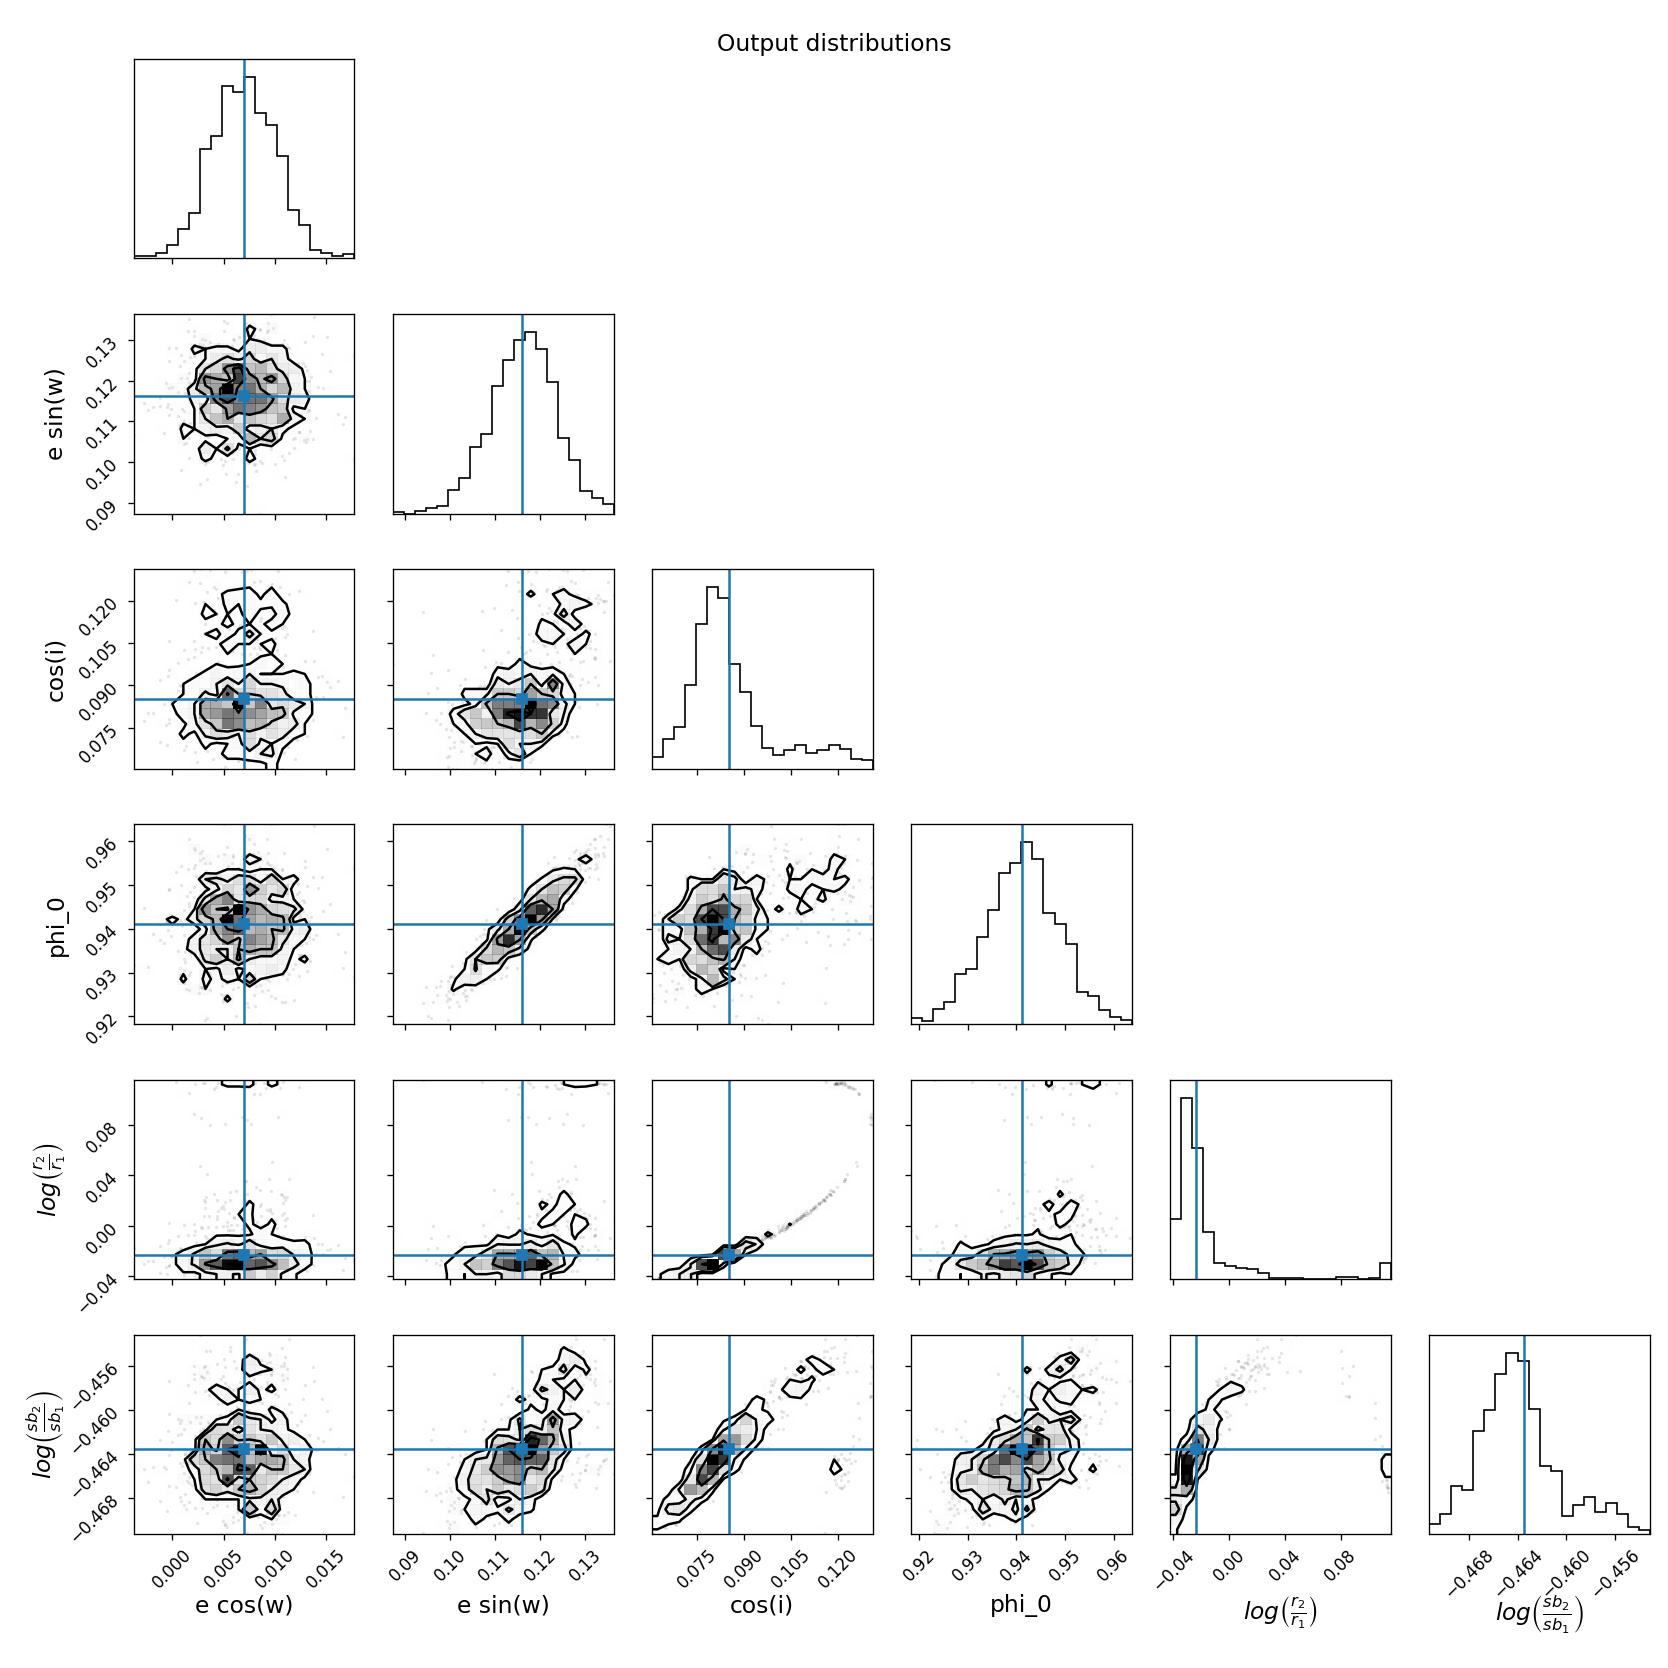 Output distributions
e sin(w)
0.13
0.12
0.11
0.10
0.09
cos(i)
0.120
0.105
0.090
0.075
phi_0
0.96
0.95
0.94
0.93
0.92
log(r2/r1)
0.08
0.04
0.00
−0.04
log(sb2/sb1)
−0.456
−0.460
−0.464
−0.468
0.000 0.005 0.010 0.015 0.09 0.10 0.11 0.12 0.13 0.075 0.090 0.105 0.120 0.92 0.93 0.94 0.95 0.96 −0.04 0.00 0.04 0.08 −0.468 −0.464 −0.460 −0.456
e cos(w) e sin(w) cos(i) phi_0 log(r2/r1) log(sb2/sb1)